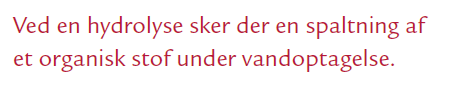 Ved en hydrolyse sker der en spaltning af
et organisk stof under vandoptagelse.